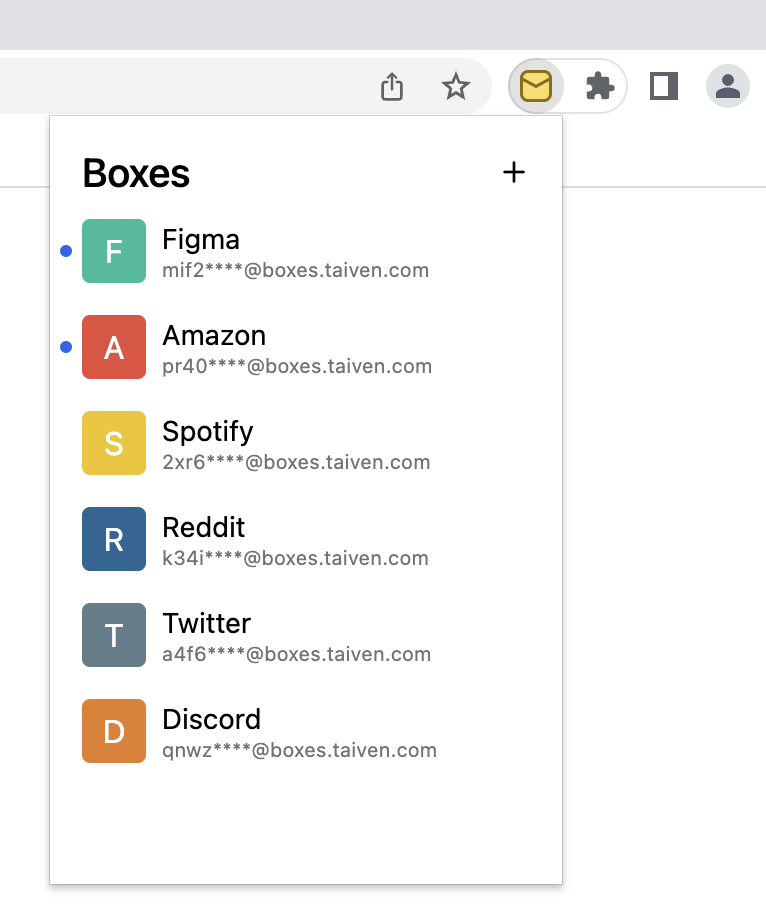 Boxes
F
Figma
mif2****@boxes.taiven.com
A
Amazon
pr40****@boxes.taiven.com
S
Spotify
2xr6****@boxes.taiven.com
R
Reddit
k34i****@boxes.taiven.com
T
Twitter
a4f6****@boxes.taiven.com
D
Discord
qnwz****@boxes.taiven.com